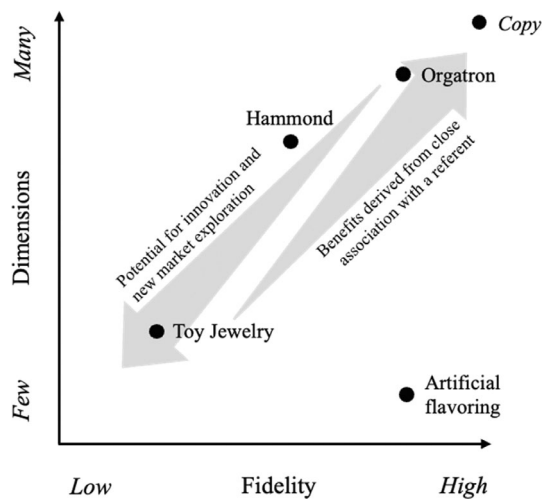 Many
Copy
Orgatron
Hammond
Potential for innovation and
new market exploration
Benefits derived from close
association with a referent
Dimensions
Toy Jewelry
Artificial
flavoring
Few
Low
Fidelity
High